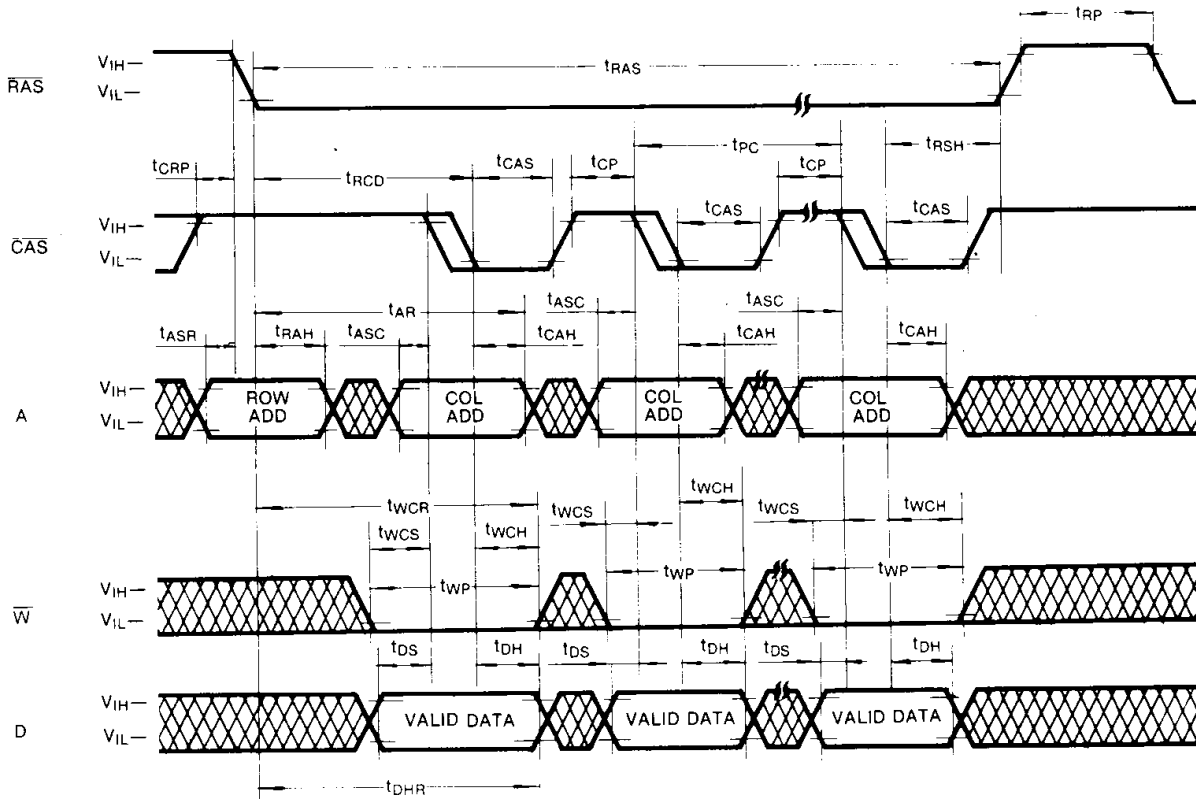 tRP
VIH
RAS
tRAS
VIL
tCRP
tRCD
tCAS
tCP
tPC
tCP
tRSH
VIH
CAS
tCAS
tCAS
VIL
tAR
tASC
tASC
tASR
tRAH
tASC
tCAH
tCAH
tCAH
VIH
A
ROW ADD
COL ADD
COL ADD
COL ADD
VIL
tWCR
tWCH
tWCS
tWCH
tWCS
tWCS
tWCH
tWP
tWP
tWP
VIH
W
VIL
tDS
tDH
tDS
tDH
tDS
tDH
VIH
D
VALID DATA
VALID DATA
VALID DATA
VIL
tDHR